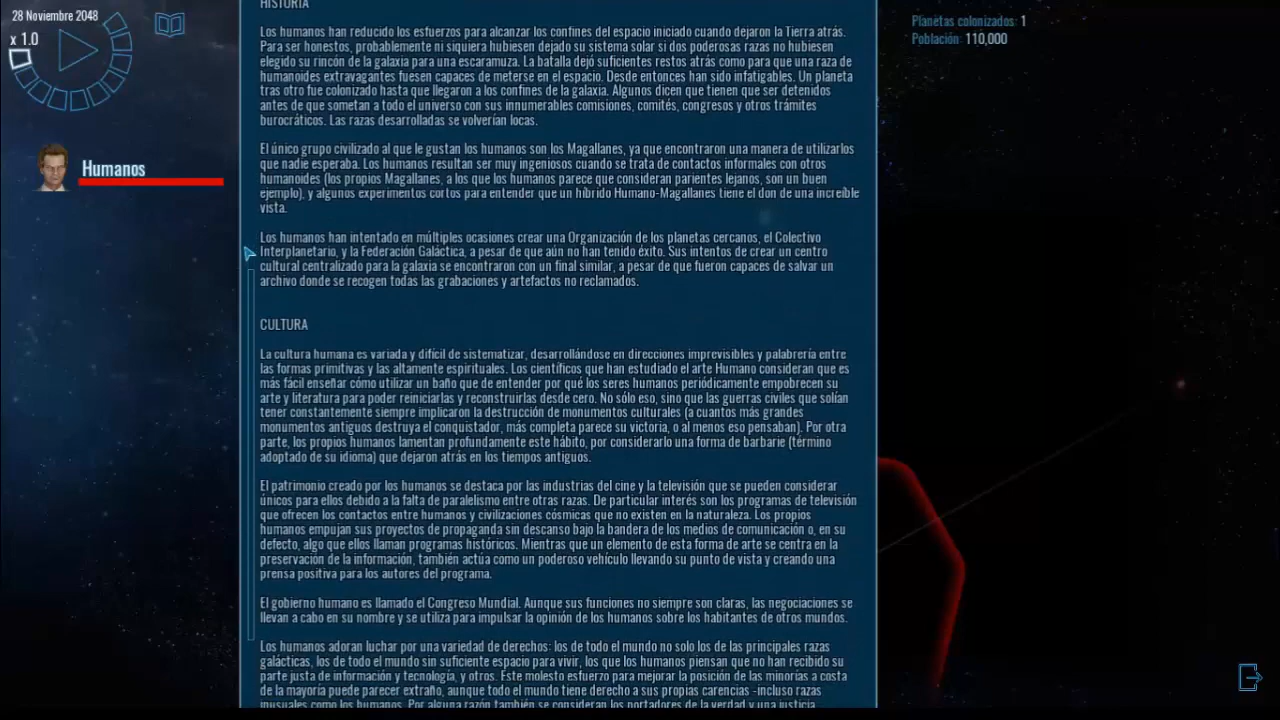 28 Noviembre 2048
x 1.0
Humanos
Planetas colonizados: 1
Población: 110,000
HISTORIA
Los humanos han reducido los esfuerzos para alcanzar los confines del espacio iniciado cuando dejaron la Tierra atrás.
Para ser honestos, probablemente ni siquiera hubiesen dejado su sistema solar si dos poderosas razas no hubiesen
elegido su rincón de la galaxia para una escaramuza. La batalla dejó suficientes restos atrás como para que una raza de
humanoides extravagantes fuesen capaces de meterse en el espacio. Desde entonces han sido infatigables. Un planeta
tras otro fue colonizado hasta que llegaron a los confines de la galaxia. Algunos dicen que tienen que ser detenidos
antes de que sometan a todo el universo con sus innumerables comisiones, comités, congresos y otros trámites
burocráticos. Las razas desarrolladas se volverían locas.
El único grupo civilizado al que le gustan los humanos son los Magallanes, ya que encontraron una manera de utilizarlos
que nadie esperaba. Los humanos resultan ser muy ingeniosos cuando se trata de contactos informales con otros
humanoides (los propios Magallanes, a los que los humanos parece que consideran parientes lejanos, son un buen
ejemplo), y algunos experimentos cortos para entender que un híbrido Humano-Magallanes tiene el don de una increíble
vista.
Los humanos han intentado en múltiples ocasiones crear una Organización de los planetas cercanos, el Colectivo
Interplanetario, y la Federación Galáctica, a pesar de que aún no han tenido éxito. Sus intentos de crear un centro
cultural centralizado para la galaxia se encontraron con un final similar, a pesar de que fueron capaces de salvar un
archivo donde se recogen todas las grabaciones y artefactos no reclamados.
CULTURA
La cultura humana es variada y difícil de sistematizar, desarrollándose en direcciones imprevisibles y palabrería entre
las formas primitivas y las altamente espirituales. Los científicos que han estudiado el arte Humano consideran que es
más fácil enseñar cómo utilizar un baño que de entender por qué los seres humanos periódicamente empobrecen su
arte y literatura para poder reiniciarlas y reconstruirlas desde cero. No sólo eso, sino que las guerras civiles que solían
tener constantemente siempre implicaron la destrucción de monumentos culturales (a cuantos más grandes
monumentos antiguos destruya el conquistador, más completa parece su victoria, o al menos eso pensaban). Por otra
parte, los propios humanos lamentan profundamente este hábito, por considerarlo una forma de barbarie (término
adoptado de su idioma) que dejaron atrás en los tiempos antiguos.
El patrimonio creado por los humanos se destaca por las industrias del cine y la televisión que se pueden considerar
únicos para ellos debido a la falta de paralelismo entre otras razas. De particular interés son los programas de televisión
que ofrecen los contactos entre humanos y civilizaciones cósmicas que no existen en la naturaleza. Los propios
humanos empujan sus proyectos de propaganda sin descanso bajo la bandera de los medios de comunicación o, en su
defecto, algo que ellos llaman programas históricos. Mientras que un elemento de esta forma de arte se centra en la
preservación de la información, también actúa como un poderoso vehículo llevando su punto de vista y creando una
prensa positiva para los autores del programa.
El gobierno humano es llamado el Congreso Mundial. Aunque sus funciones no siempre son claras, las negociaciones se
llevan a cabo en su nombre y se utiliza para impulsar la opinión de los humanos sobre los habitantes de otros mundos.
Los humanos adoran luchar por una variedad de derechos: los de todo el mundo no solo los de las principales razas
galácticas, los de todo el mundo sin suficiente espacio para vivir, los que los humanos piensan que no han recibido su
parte justa de información y tecnología, y otros. Este molesto esfuerzo para mejorar la posición de las minorías a costa
de la mayoría puede parecer extraño, aunque todo el mundo tiene derecho a sus propias carencias -incluso razas
inusuales como los humanos. Por alguna razón también se consideran los portadores de la verdad y una justicia